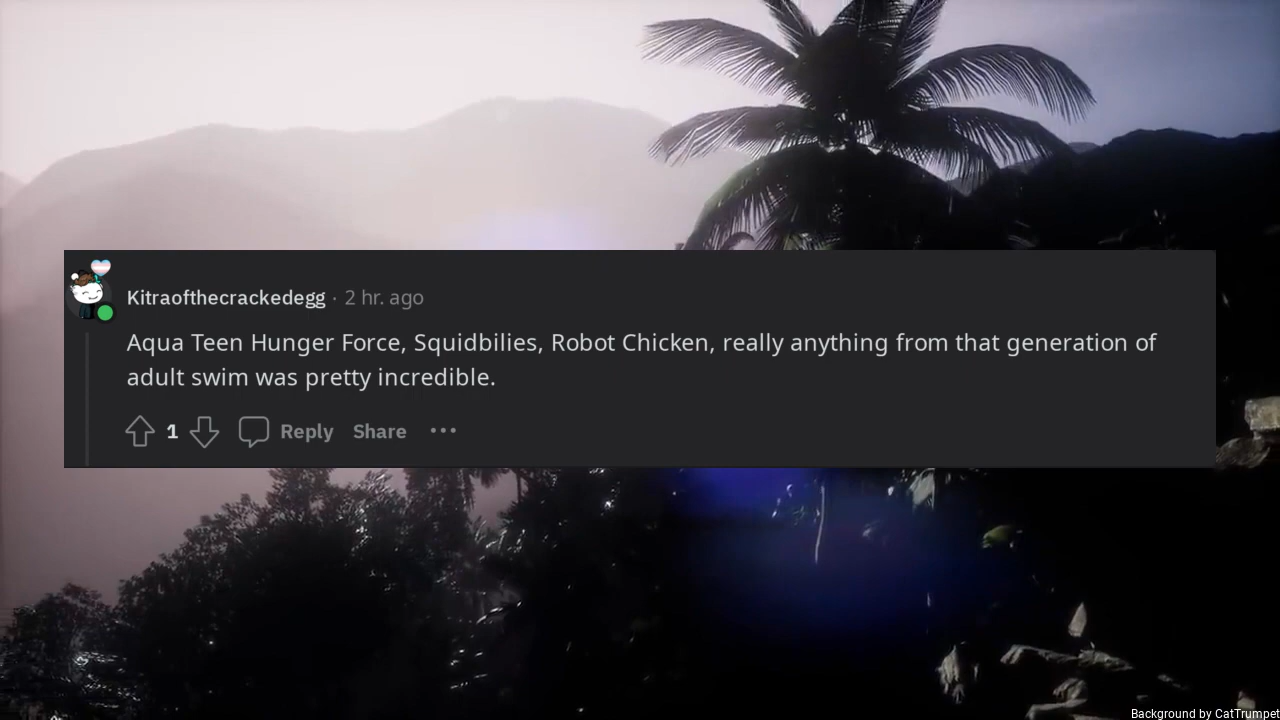 Kitraofthecrackedegg · 2 hr. ago
Aqua Teen Hunger Force, Squidbilies, Robot Chicken, really anything from that generation of
adult swim was pretty incredible.
1 Reply Share ···
Background by CatTrumpet